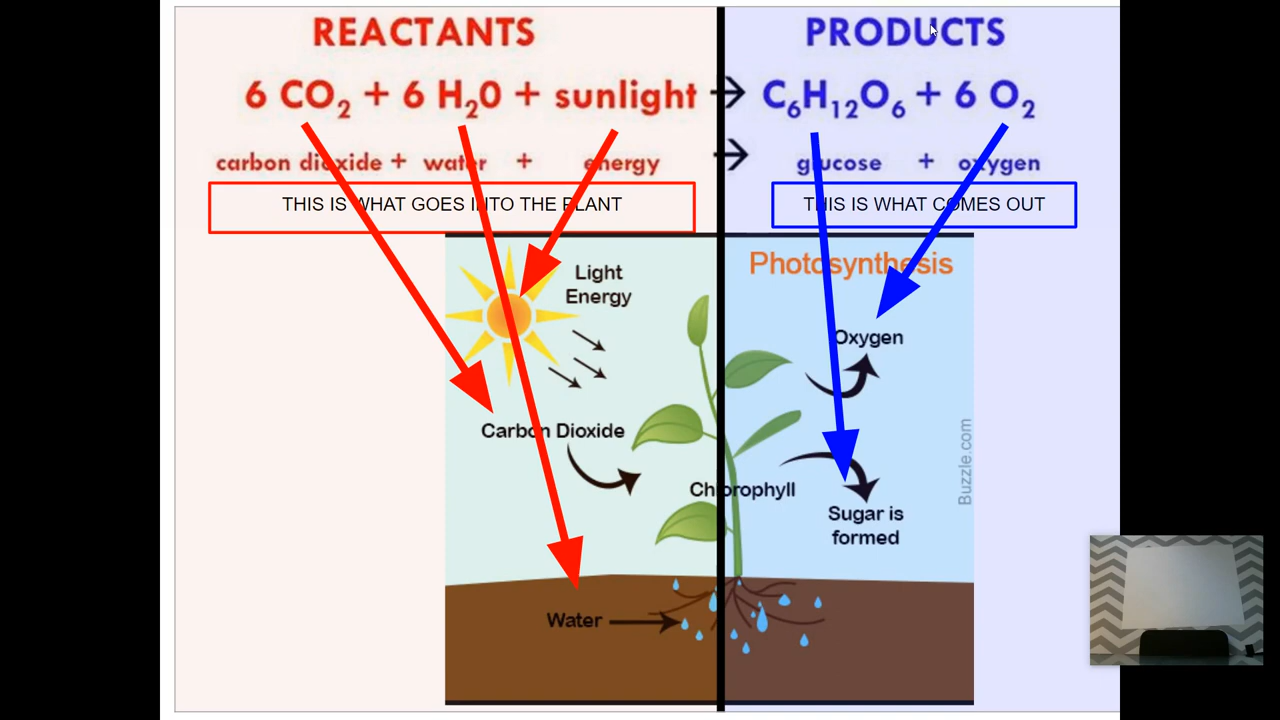 REACTANTS
6 CO₂ + 6 H₂0 + sunlight →
carbon dioxide + water + energy →
THIS IS WHAT GOES INTO THE PLANT
PRODUCTS
C₆H₁₂O₆ + 6 O₂
glucose + oxygen
THIS IS WHAT COMES OUT
Light
Energy
Carbon Dioxide
Water
Photosynthesis
Oxygen
Chlorophyll
Sugar is
formed
Buzzle.com